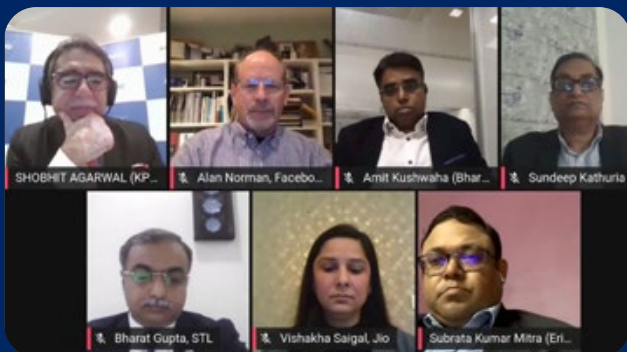 SHOBHIT AGARWAL (KP...
Alan Norman, Facebo...
Amit Kushwaha (Bhar...
Sundeep Kathuria
Bharat Gupta, STL
Vishakha Saigal, Jio
Subrata Kumar Mitra (Eri...